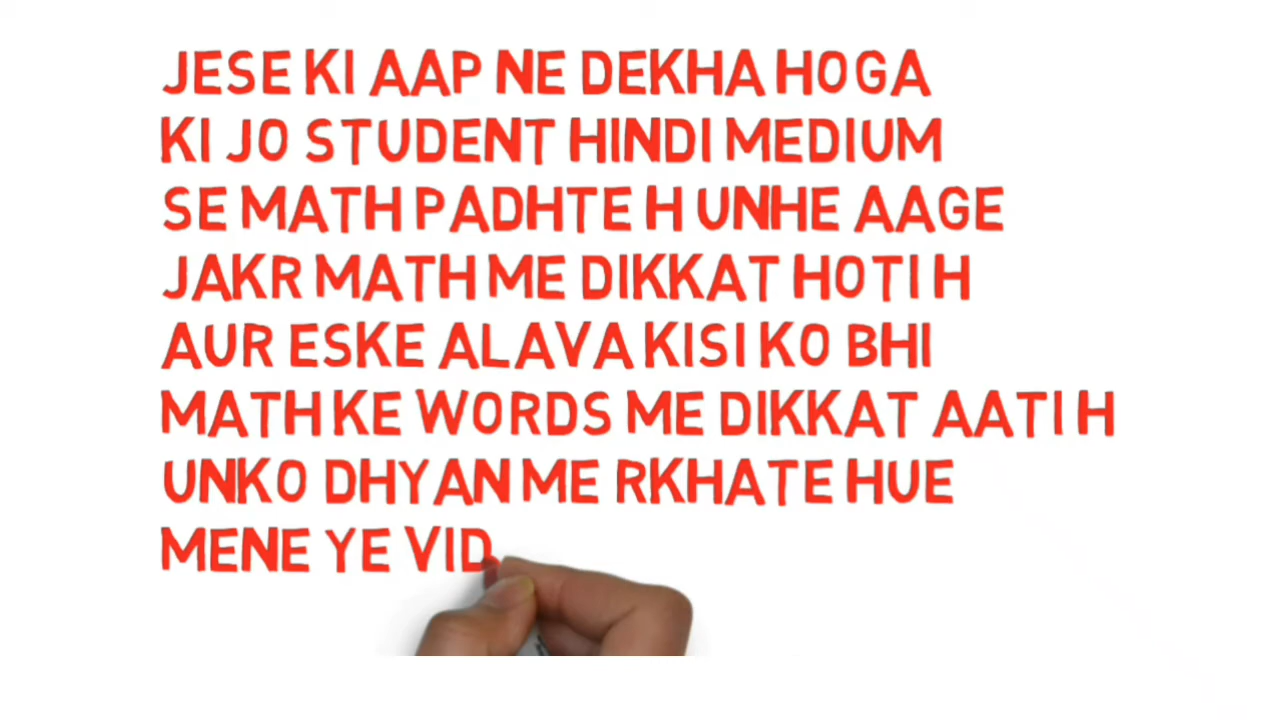 JESE KI AAP NE DEKHA HOGA
KI JO STUDENT HINDI MEDIUM
SE MATH PADHTE H UNHE AAGE
JAKR MATH ME DIKKAT HOTI H
AUR ESKE ALAVA KISI KO BHI
MATH KE WORDS ME DIKKAT AATI H
UNKO DHYAN ME RKHATE HUE
MENE YE VID